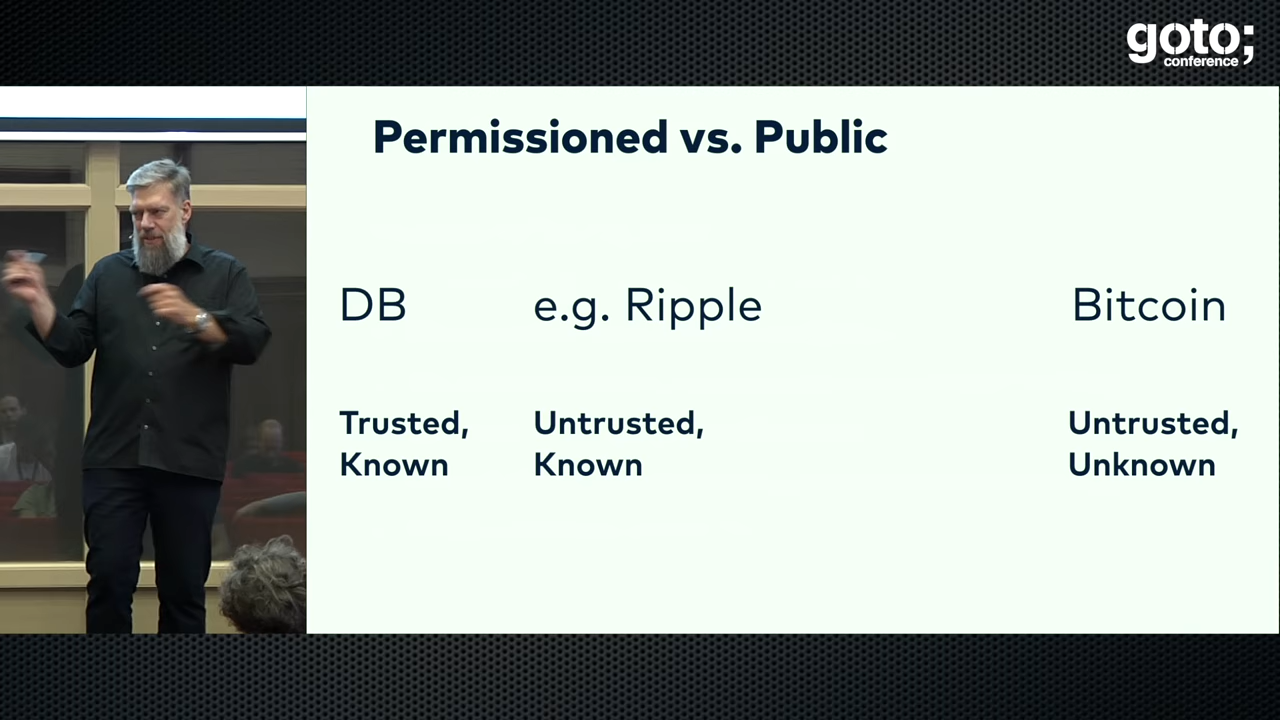 goto;
conference
Permissioned vs. Public
DB
e.g. Ripple
Bitcoin
Trusted,
Known
Untrusted,
Known
Untrusted,
Unknown